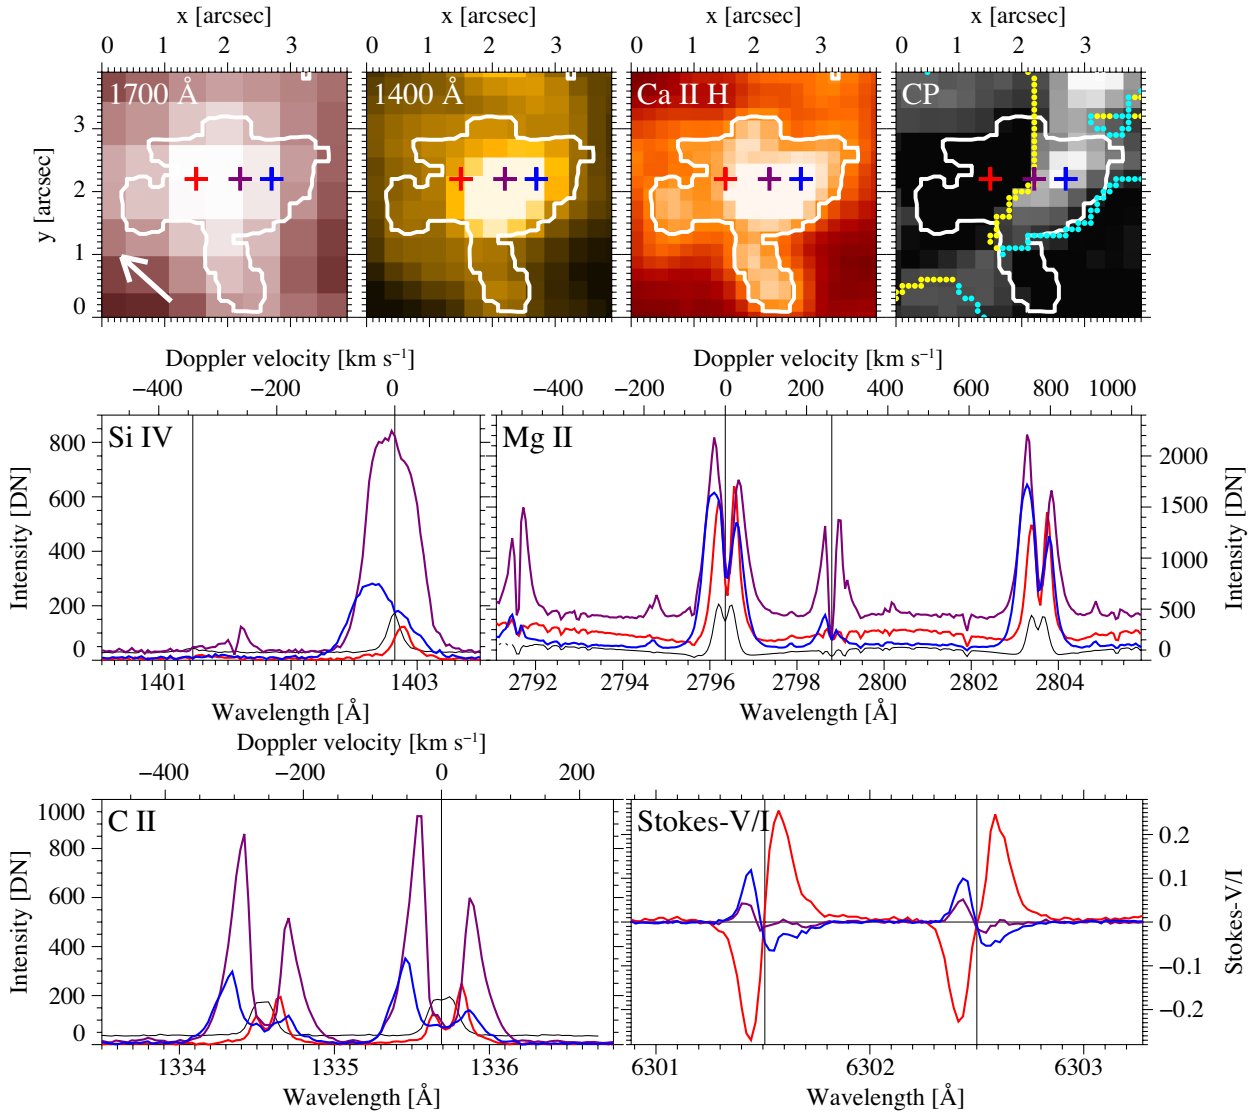 x [arcsec] x [arcsec] x [arcsec] x [arcsec]
0 1 2 3 0 1 2 3 0 1 2 3 0 1 2 3
1700 Å 1400 Å Ca II H CP
y [arcsec]
3
2
1
0
Doppler velocity [km s⁻¹] Doppler velocity [km s⁻¹]
−400 −200 0 −400 −200 0 200 400 600 800 1000
Si IV Mg II
Intensity [DN]
800
600
400
200
0
2000
1500
1000
500
0
Intensity [DN]
1401 1402 1403 2792 2794 2796 2798 2800 2802 2804
Wavelength [Å] Wavelength [Å]
Doppler velocity [km s⁻¹]
−400 −200 0 200
C II Stokes-V/I
Intensity [DN]
1000
800
600
400
200
0
0.2
0.1
0
−0.1
−0.2
Stokes-V/I
1334 1335 1336 6301 6302 6303
Wavelength [Å] Wavelength [Å]